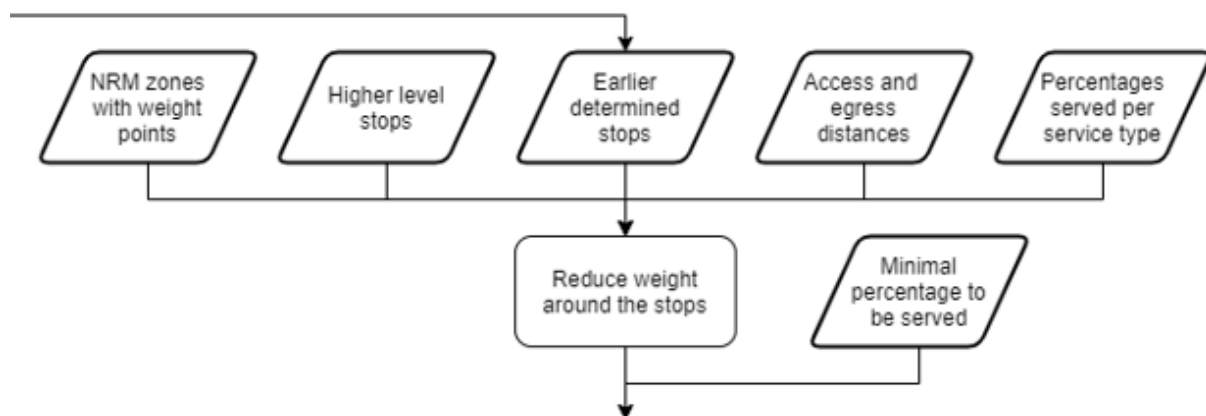 NRM zones
with weight
points
Higher level
stops
Earlier
determined
stops
Access and
egress
distances
Percentages
served per
service type
Reduce weight
around the stops
Minimal
percentage to
be served